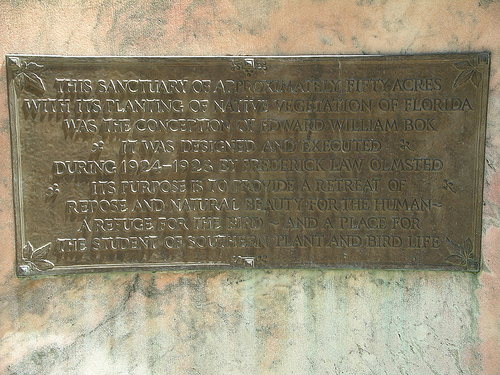 THIS SANCTUARY OF APPROXIMATELY FIFTY ACRES
WITH ITS PLANTING OF NATIVE VEGETATION OF FLORIDA
WAS THE CONCEPTION OF EDWARD WILLIAM BOK
IT WAS DESIGNED AND EXECUTED
DURING 1924-1928 BY FREDERICK LAW OLMSTED
ITS PURPOSE IS TO PROVIDE A RETREAT OF
REPOSE AND NATURAL BEAUTY FOR THE HUMAN~
A REFUGE FOR THE BIRD ~ AND A PLACE FOR
THE STUDENT OF SOUTHERN PLANT AND BIRD LIFE